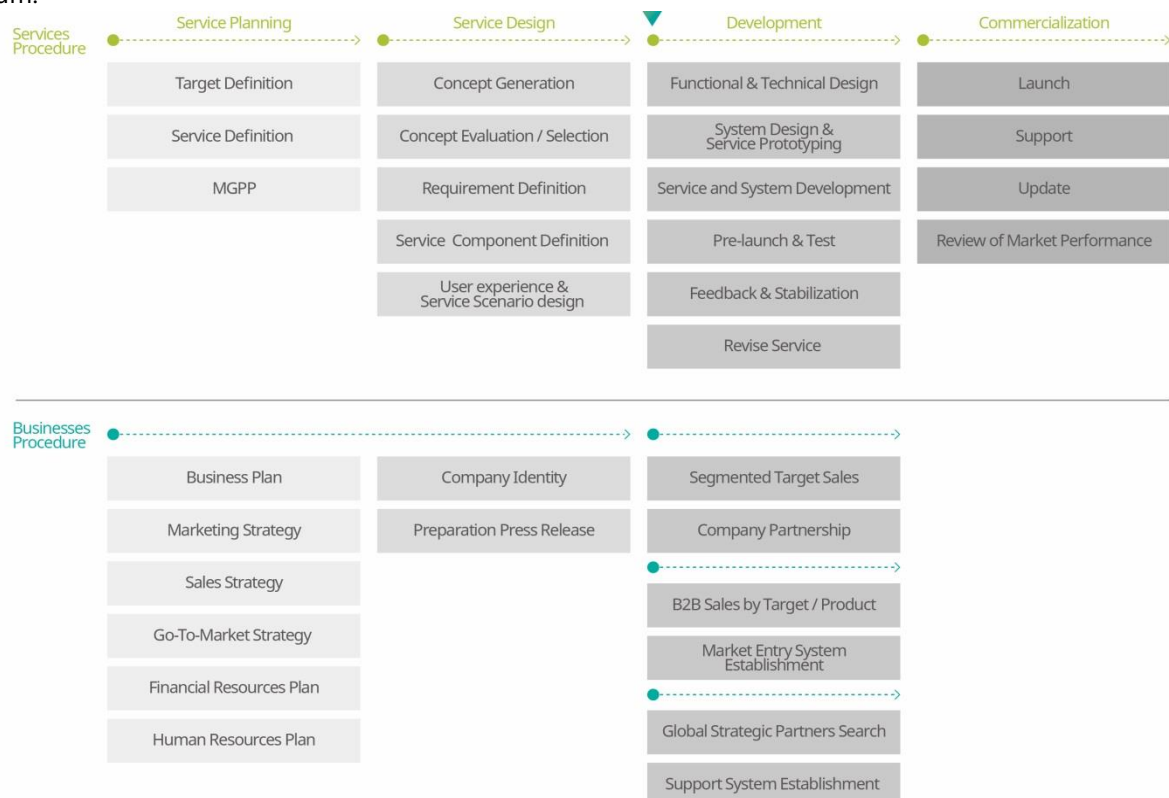 am.
Services
Procedure
Service Planning
Service Design
Development
Commercialization
Target Definition
Service Definition
MGPP
Concept Generation
Concept Evaluation / Selection
Requirement Definition
Service Component Definition
User experience &
Service Scenario design
Functional & Technical Design
System Design &
Service Prototyping
Service and System Development
Pre-launch & Test
Feedback & Stabilization
Revise Service
Launch
Support
Update
Review of Market Performance
Businesses
Procedure
Business Plan
Marketing Strategy
Sales Strategy
Go-To-Market Strategy
Financial Resources Plan
Human Resources Plan
Company Identity
Preparation Press Release
Segmented Target Sales
Company Partnership
B2B Sales by Target / Product
Market Entry System
Establishment
Global Strategic Partners Search
Support System Establishment